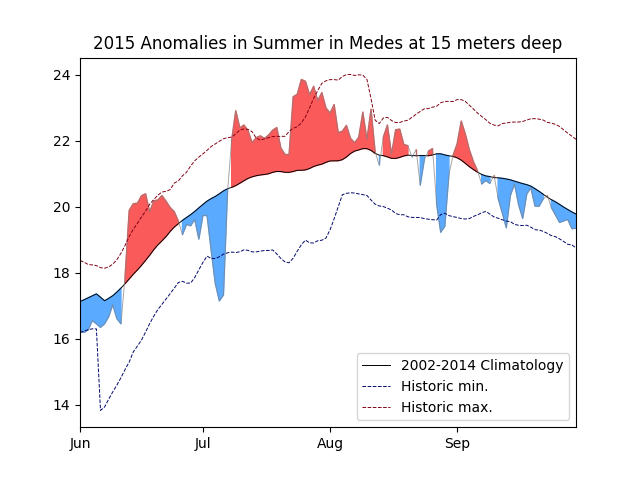 2015 Anomalies in Summer in Medes at 15 meters deep
24
22
20
18
16
14
Jun
Jul
Aug
Sep
2002-2014 Climatology
Historic min.
Historic max.